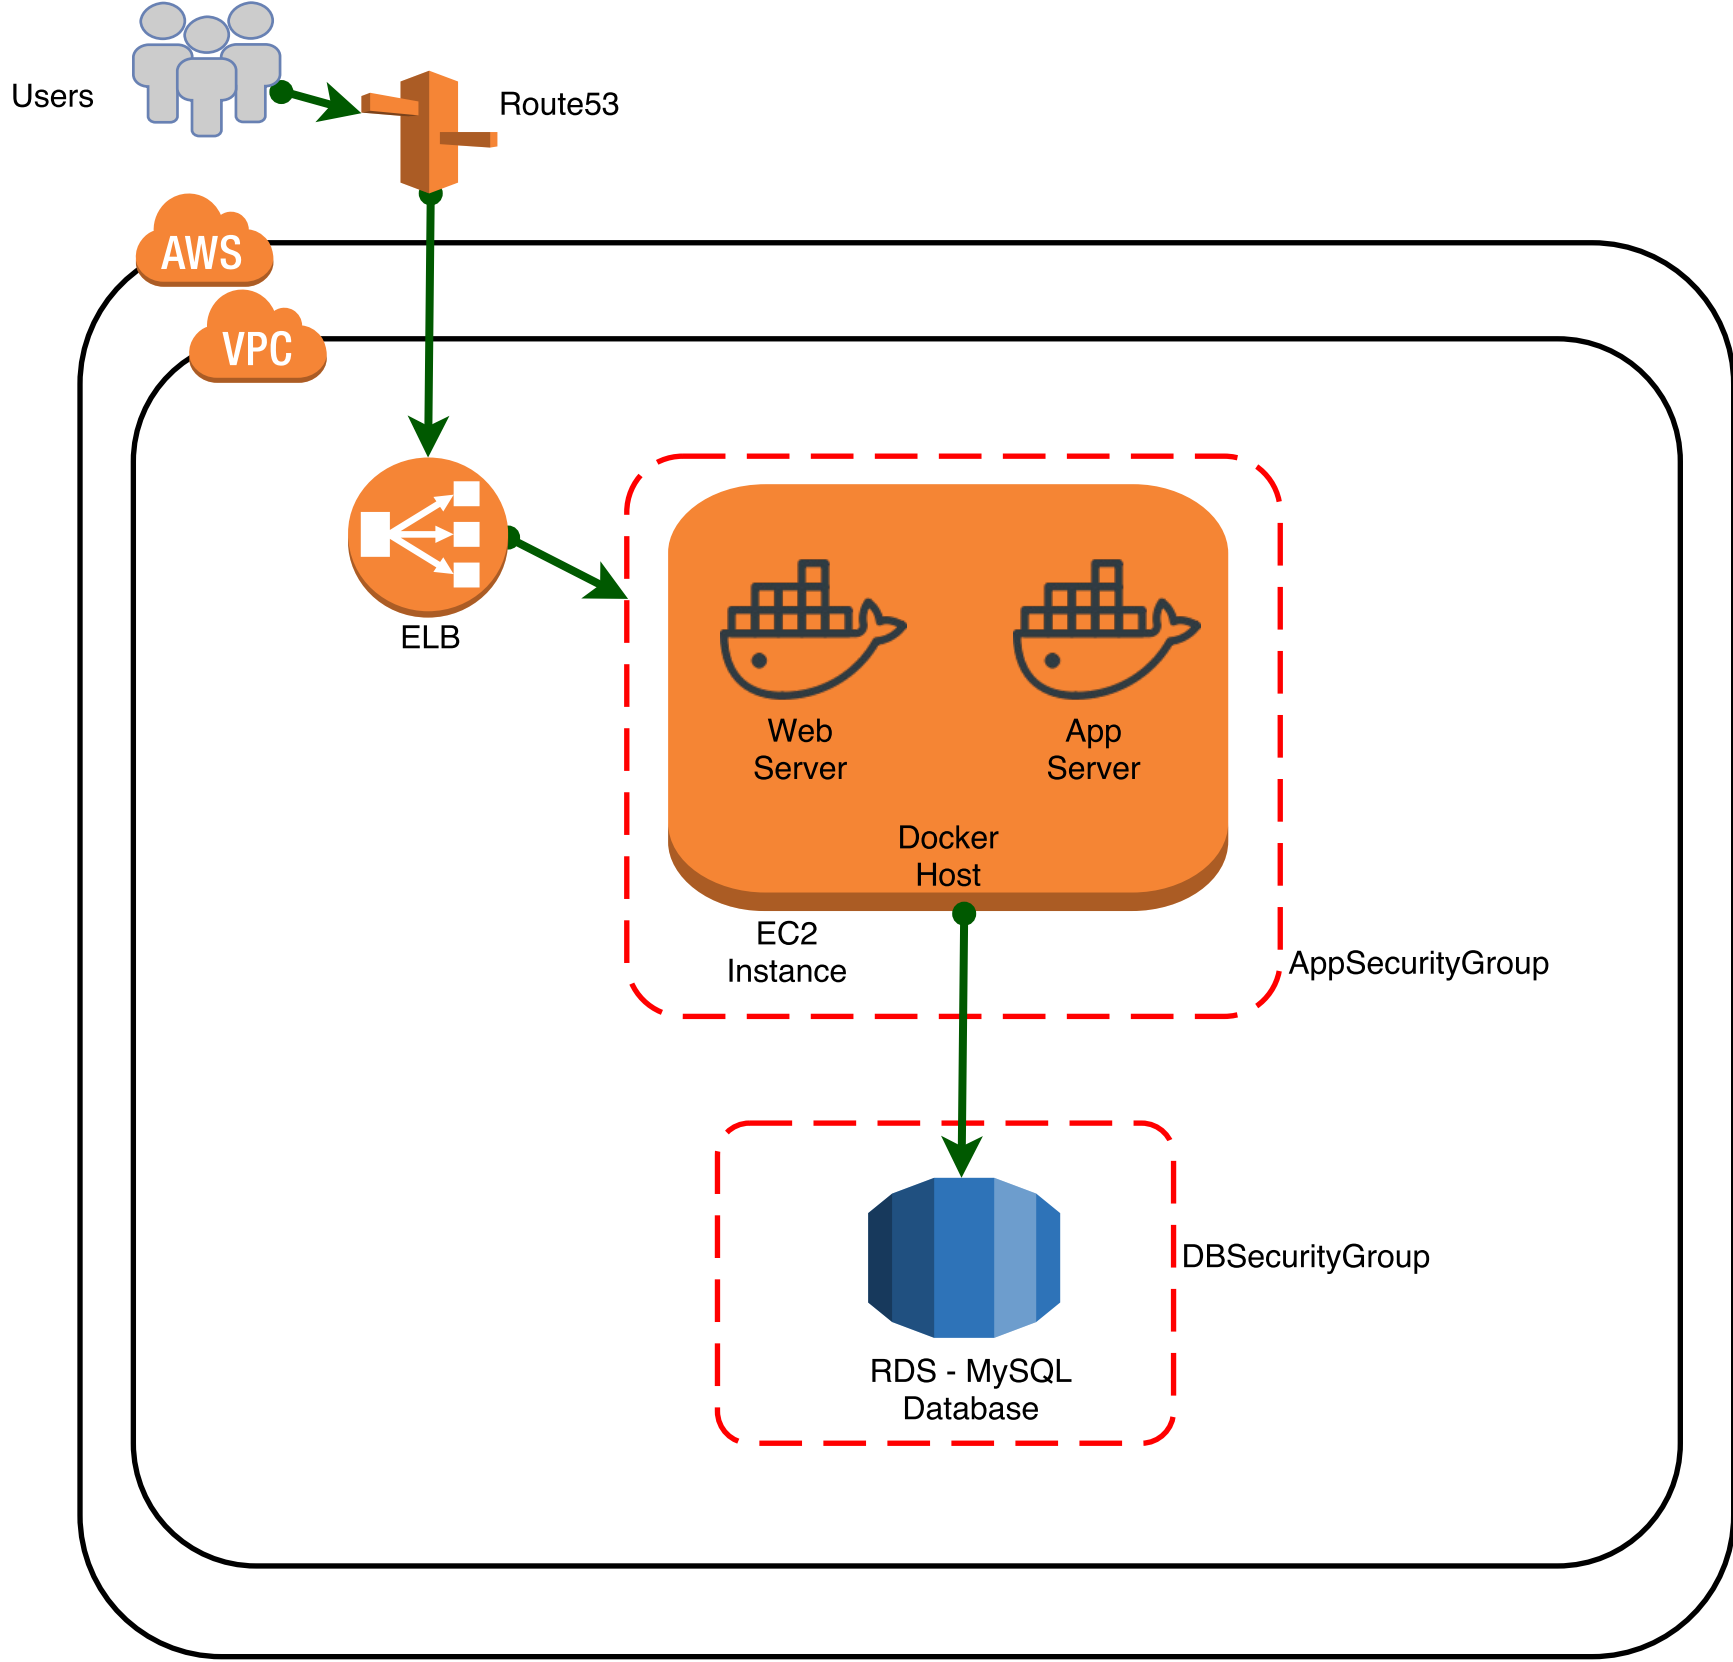 Users
Route53
AWS
VPC
ELB
Web
Server
App
Server
Docker
Host
EC2
Instance
AppSecurityGroup
DBSecurityGroup
RDS - MySQL
Database